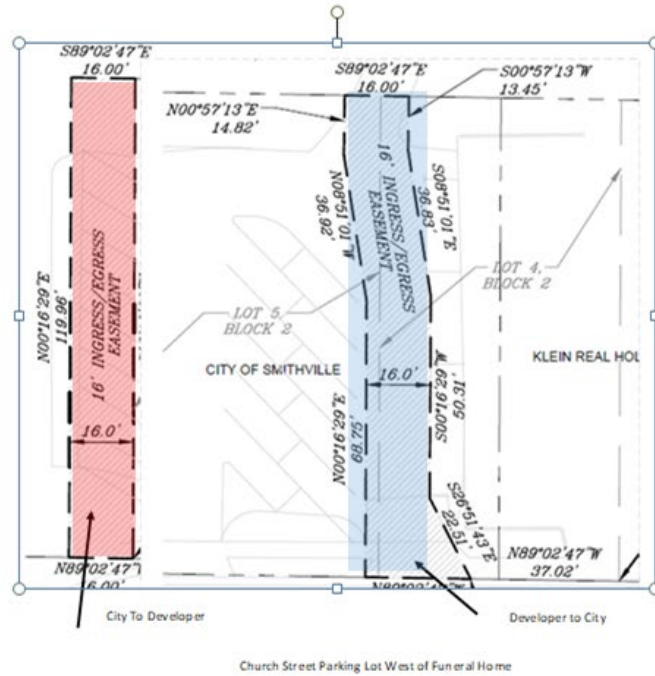 S89°02'47"E
16.00'
N00°16'29"E
119.96'
16' INGRESS/EGRESS
EASEMENT
16.0'
N89°02'47"
16.00'
S89°02'47"E
16.00'
S00°57'13"W
13.45'
N00°57'13"E
14.82'
N08°51'01"W
36.92'
16' INGRESS/EGRESS
EASEMENT
S08°51'01"E
36.83'
LOT 5,
BLOCK 2
LOT 4,
BLOCK 2
CITY OF SMITHVILLE
KLEIN REAL HOL
16.0'
N00°16'29"E
68.75'
S00°16'29"W
50.31'
S26°51'43"E
22.51'
N89°02'47"W
37.02'
City To Developer
Developer to City
Church Street Parking Lot West of Funeral Home